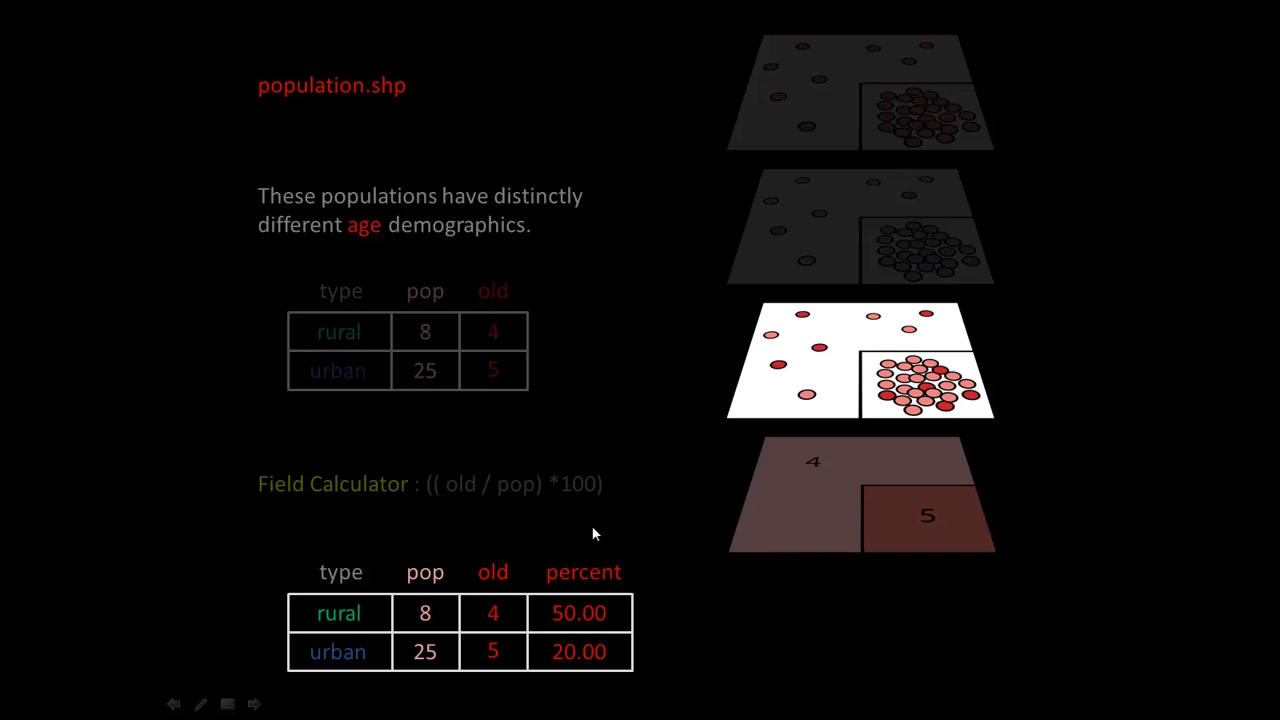 population.shp
These populations have distinctly
different age demographics.
type pop old
rural 8 4
urban 25 5
Field Calculator : (( old / pop) *100)
type pop old percent
rural 8 4 50.00
urban 25 5 20.00
4
5